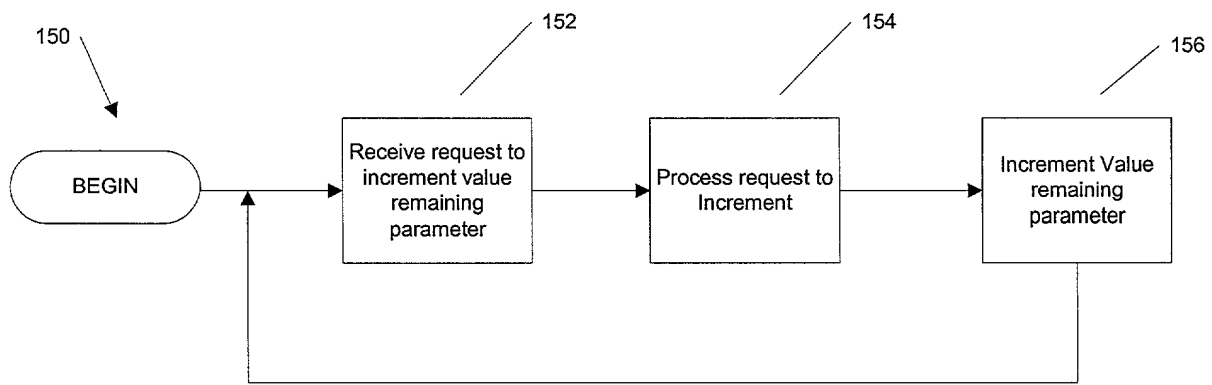 150
152
154
156
BEGIN
Receive request to
increment value
remaining
parameter
Process request to
Increment
Increment Value
remaining
parameter